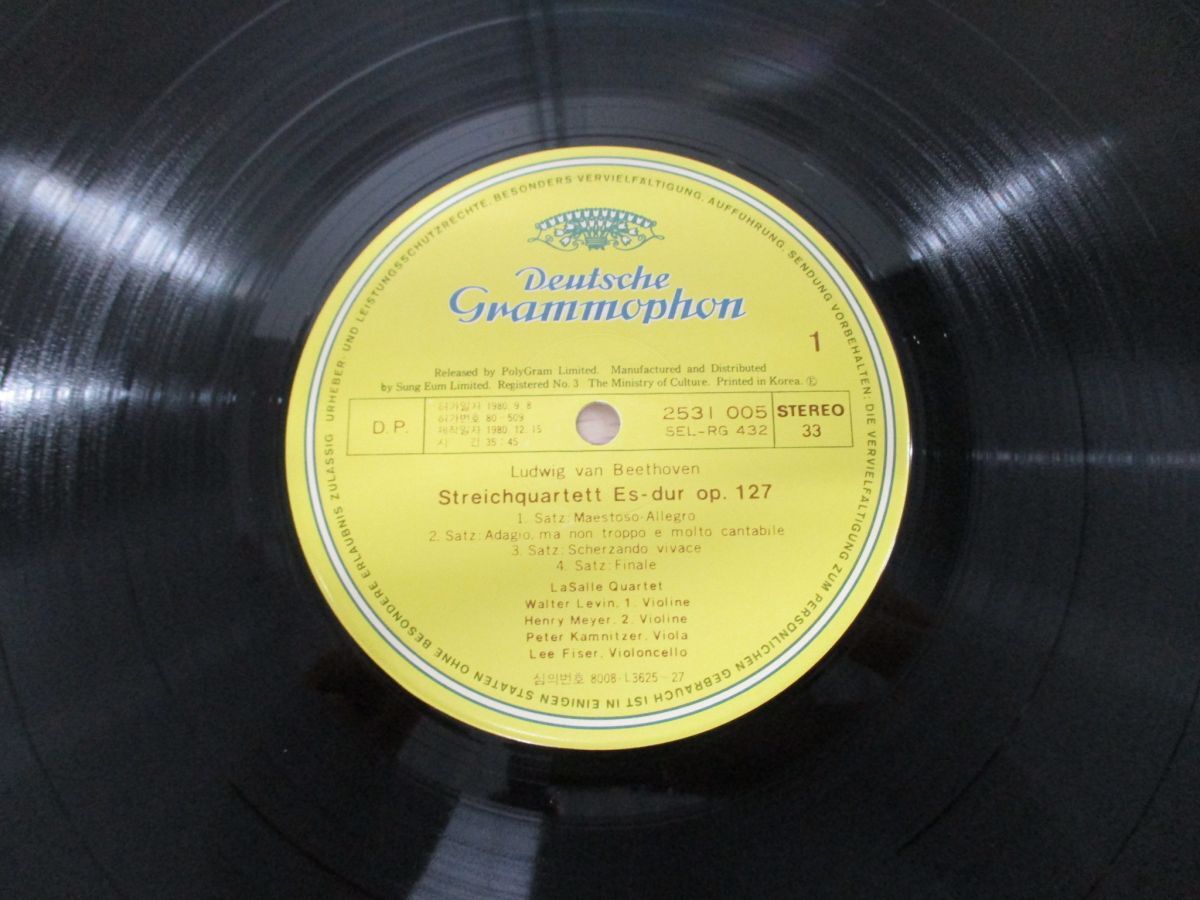 URHEBER- UND LEISTUNGSSCHUTZRECHTE, BESONDERS VERVIELFÄLTIGUNG, AUFFÜHRUNG, SENDUNG VORBEHALTEN; DIE VERVIELFÄLTIGUNG ZUM PERSÖNLICHEN GEBRAUCH IST IN EINIGEN STAATEN OHNE BESONDERE ERLAUBNIS ZULÄSSIG
Deutsche
Grammophon
1
Released by PolyGram Limited. Manufactured and Distributed
by Sung Eum Limited. Registered No. 3 The Ministry of Culture. Printed in Korea. Ⓔ
D.P.
허가일자 1980. 9. 8
허가번호 80-509
제작일자 1980. 12. 15
시 간 35:45
2531 005
SEL-RG 432
STEREO
33
Ludwig van Beethoven
Streichquartett Es-dur op. 127
1. Satz: Maestoso-Allegro
2. Satz: Adagio, ma non troppo e molto cantabile
3. Satz: Scherzando vivace
4. Satz: Finale
LaSalle Quartet
Walter Levin, 1. Violine
Henry Meyer, 2. Violine
Peter Kamnitzer, Viola
Lee Fiser, Violoncello
심의번호 8008-L3625-27